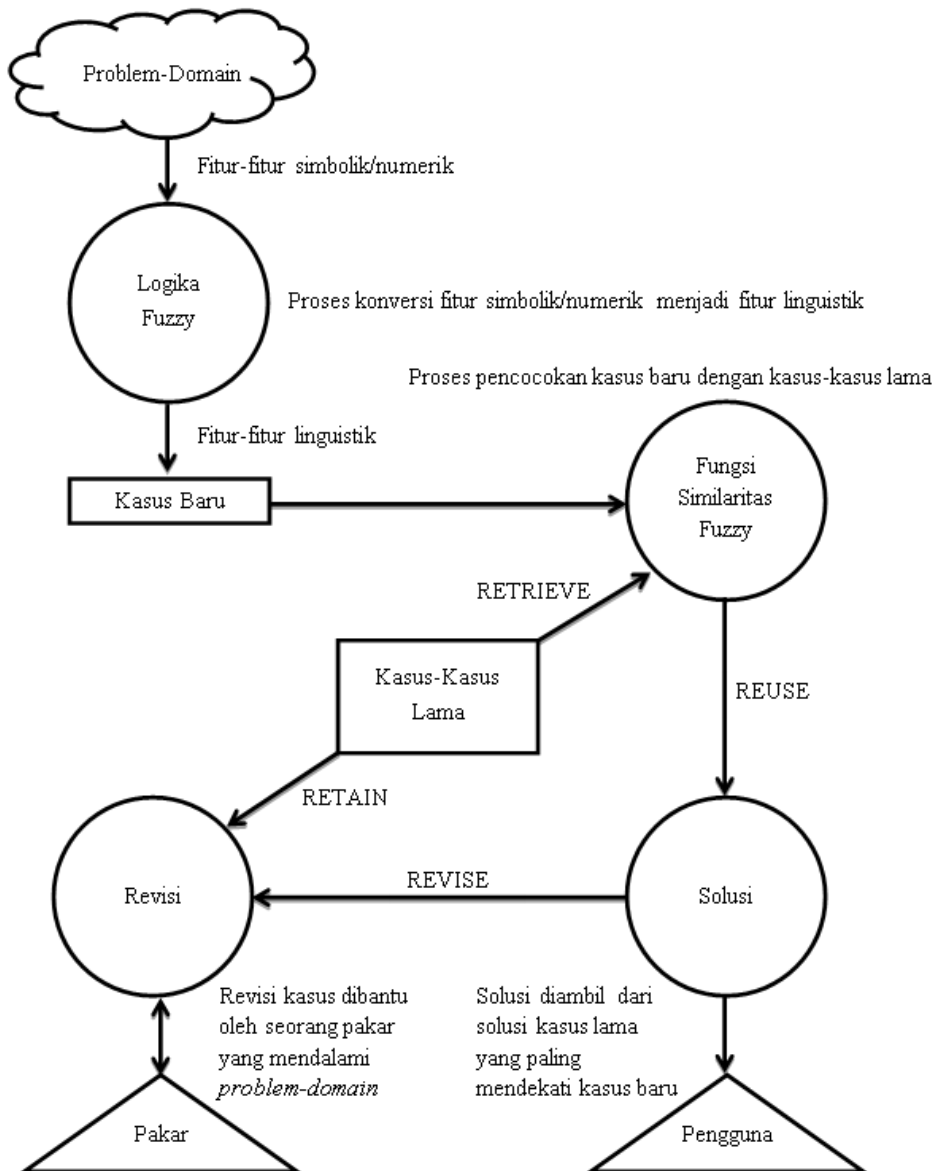 Problem-Domain
Fitur-fitur simbolik/numerik
Logika
Fuzzy
Proses konversi fitur simbolik/numerik menjadi fitur linguistik
Proses pencocokan kasus baru dengan kasus-kasus lama
Fitur-fitur linguistik
Kasus Baru
Fungsi
Similaritas
Fuzzy
RETRIEVE
Kasus-Kasus
Lama
REUSE
RETAIN
Revisi
REVISE
Solusi
Revisi kasus dibantu
oleh seorang pakar
yang mendalami
problem-domain
Solusi diambil dari
solusi kasus lama
yang paling
mendekati kasus baru
Pakar
Pengguna